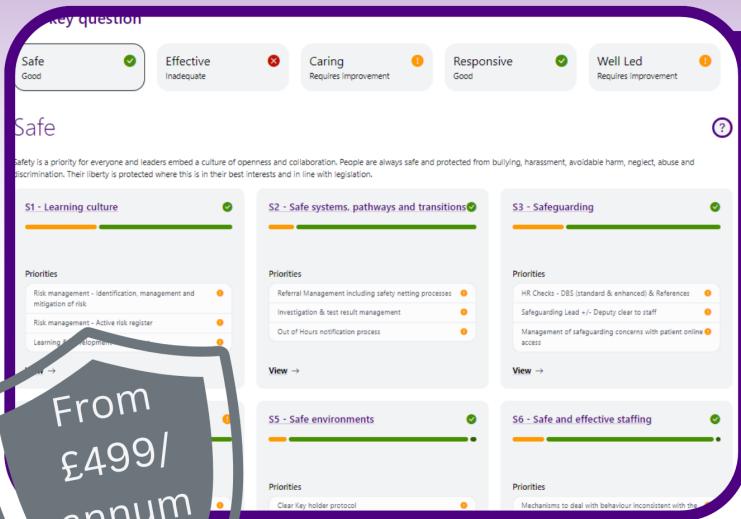 key question
Safe
Good
Effective
Inadequate
Caring
Requires improvement
Responsive
Good
Well Led
Requires improvement
Safe
?
Safety is a priority for everyone and leaders embed a culture of openness and collaboration. People are always safe and protected from bullying, harassment, avoidable harm, neglect, abuse and
discrimination. Their liberty is protected where this is in their best interests and in line with legislation.
S1 - Learning culture
Priorities
Risk management - Identification, management and
mitigation of risk
Risk management - Active risk register
Learning &
View →
S2 - Safe systems, pathways and transitions
Priorities
Referral Management including safety netting processes
Investigation & test result management
Out of Hours notification process
View →
S3 - Safeguarding
Priorities
HR Checks - DBS (standard & enhanced) & References
Safeguarding Lead +/- Deputy clear to staff
Management of safeguarding concerns with patient online
access
View →
S5 - Safe environments
Priorities
Clear Key holder protocol
S6 - Safe and effective staffing
Priorities
Mechanisms to deal with behaviour inconsistent with the
From
£499/
annum